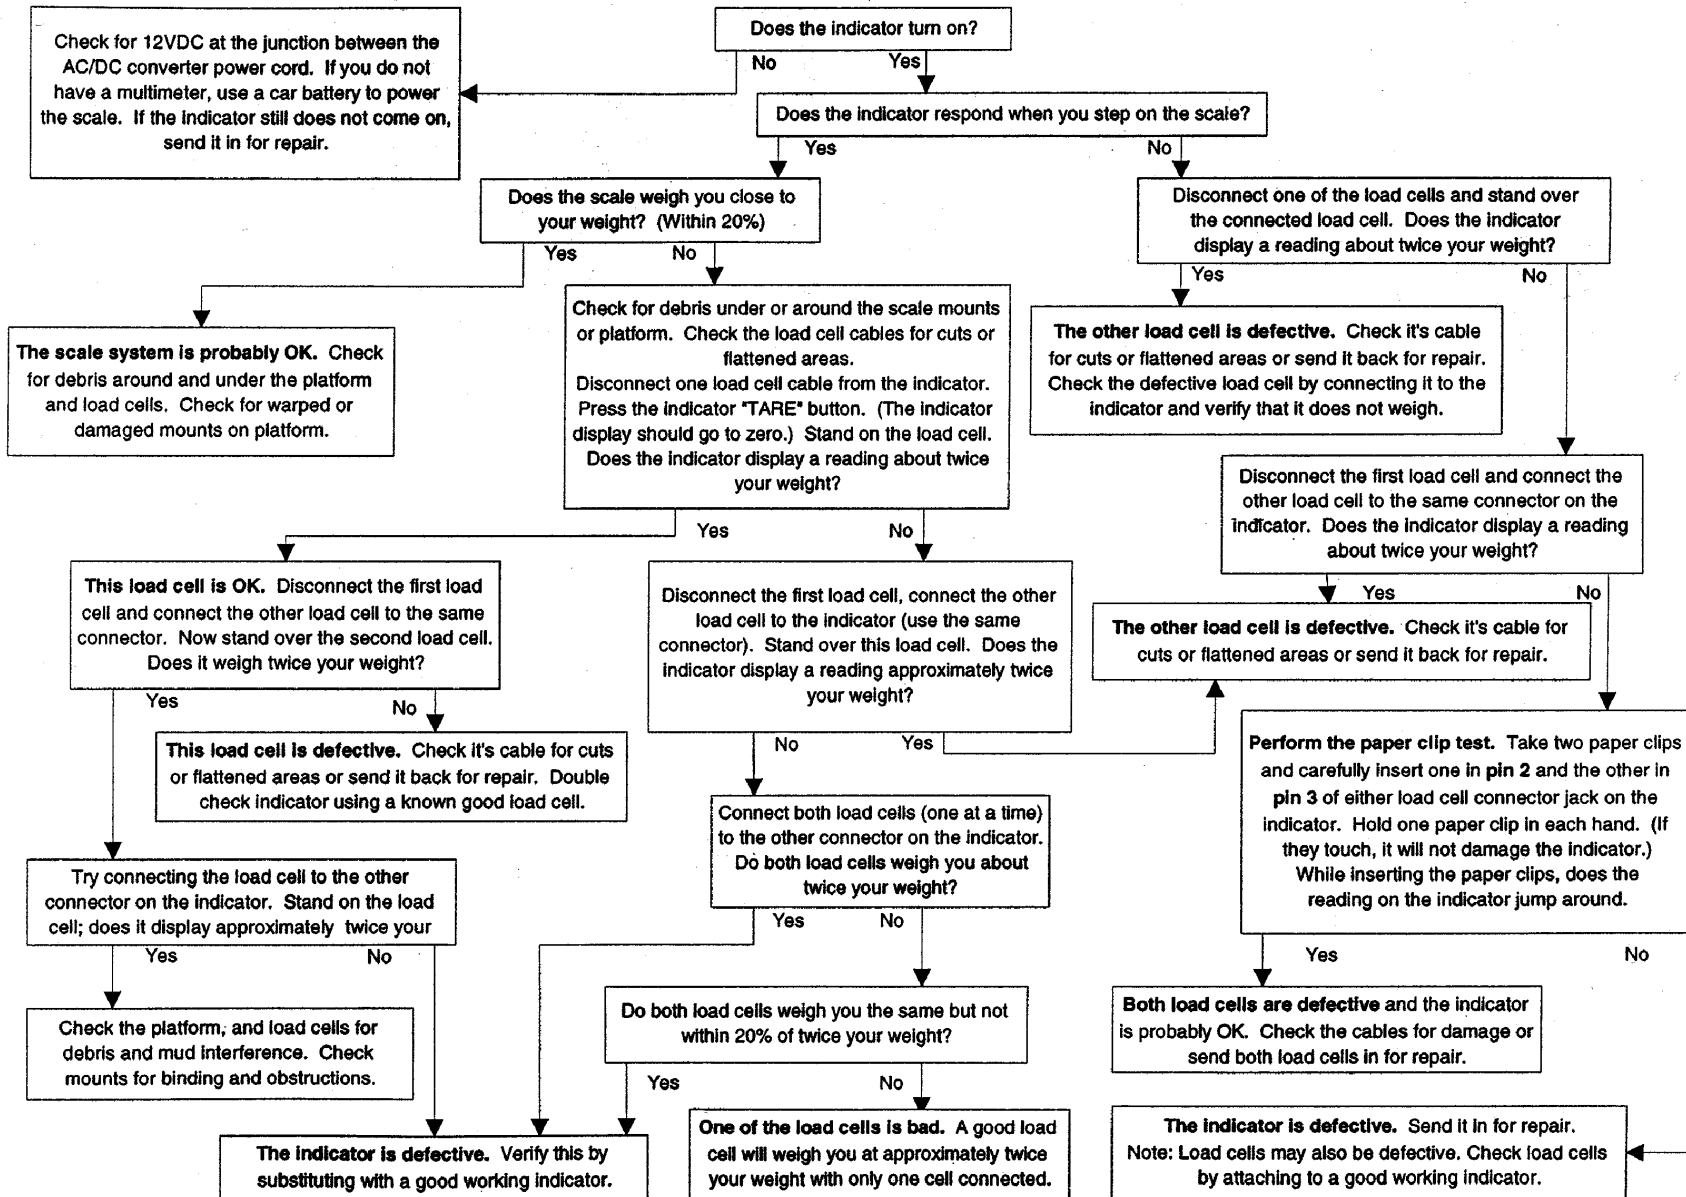 Does the indicator turn on?
No
Yes
Check for 12VDC at the junction between the
AC/DC converter power cord. If you do not
have a multimeter, use a car battery to power
the scale. If the indicator still does not come on,
send it in for repair.
Does the indicator respond when you step on the scale?
Yes
No
Does the scale weigh you close to
your weight? (Within 20%)
Yes
No
Disconnect one of the load cells and stand over
the connected load cell. Does the indicator
display a reading about twice your weight?
Yes
No
The scale system is probably OK. Check
for debris around and under the platform
and load cells. Check for warped or
damaged mounts on platform.
Check for debris under or around the scale mounts
or platform. Check the load cell cables for cuts or
flattened areas.
Disconnect one load cell cable from the indicator.
Press the indicator "TARE" button. (The indicator
display should go to zero.) Stand on the load cell.
Does the indicator display a reading about twice
your weight?
Yes
No
The other load cell is defective. Check it's cable
for cuts or flattened areas or send it back for repair.
Check the defective load cell by connecting it to the
indicator and verify that it does not weigh.
Disconnect the first load cell and connect the
other load cell to the same connector on the
indicator. Does the indicator display a reading
about twice your weight?
Yes
No
This load cell is OK. Disconnect the first load
cell and connect the other load cell to the same
connector. Now stand over the second load cell.
Does it weigh twice your weight?
Yes
No
Disconnect the first load cell, connect the other
load cell to the indicator (use the same
connector). Stand over this load cell. Does the
indicator display a reading approximately twice
your weight?
No
Yes
The other load cell is defective. Check it's cable for
cuts or flattened areas or send it back for repair.
This load cell is defective. Check it's cable for cuts
or flattened areas or send it back for repair. Double
check indicator using a known good load cell.
Perform the paper clip test. Take two paper clips
and carefully insert one in pin 2 and the other in
pin 3 of either load cell connector jack on the
indicator. Hold one paper clip in each hand. (If
they touch, it will not damage the indicator.)
While inserting the paper clips, does the
reading on the indicator jump around.
Yes
No
Connect both load cells (one at a time)
to the other connector on the indicator.
Do both load cells weigh you about
twice your weight?
Yes
No
Try connecting the load cell to the other
connector on the indicator. Stand on the load
cell; does it display approximately twice your
Yes
No
Check the platform, and load cells for
debris and mud interference. Check
mounts for binding and obstructions.
Do both load cells weigh you the same but not
within 20% of twice your weight?
Yes
No
Both load cells are defective and the indicator
is probably OK. Check the cables for damage or
send both load cells in for repair.
The indicator is defective. Verify this by
substituting with a good working indicator.
One of the load cells is bad. A good load
cell will weigh you at approximately twice
your weight with only one cell connected.
The indicator is defective. Send it in for repair.
Note: Load cells may also be defective. Check load cells
by attaching to a good working indicator.